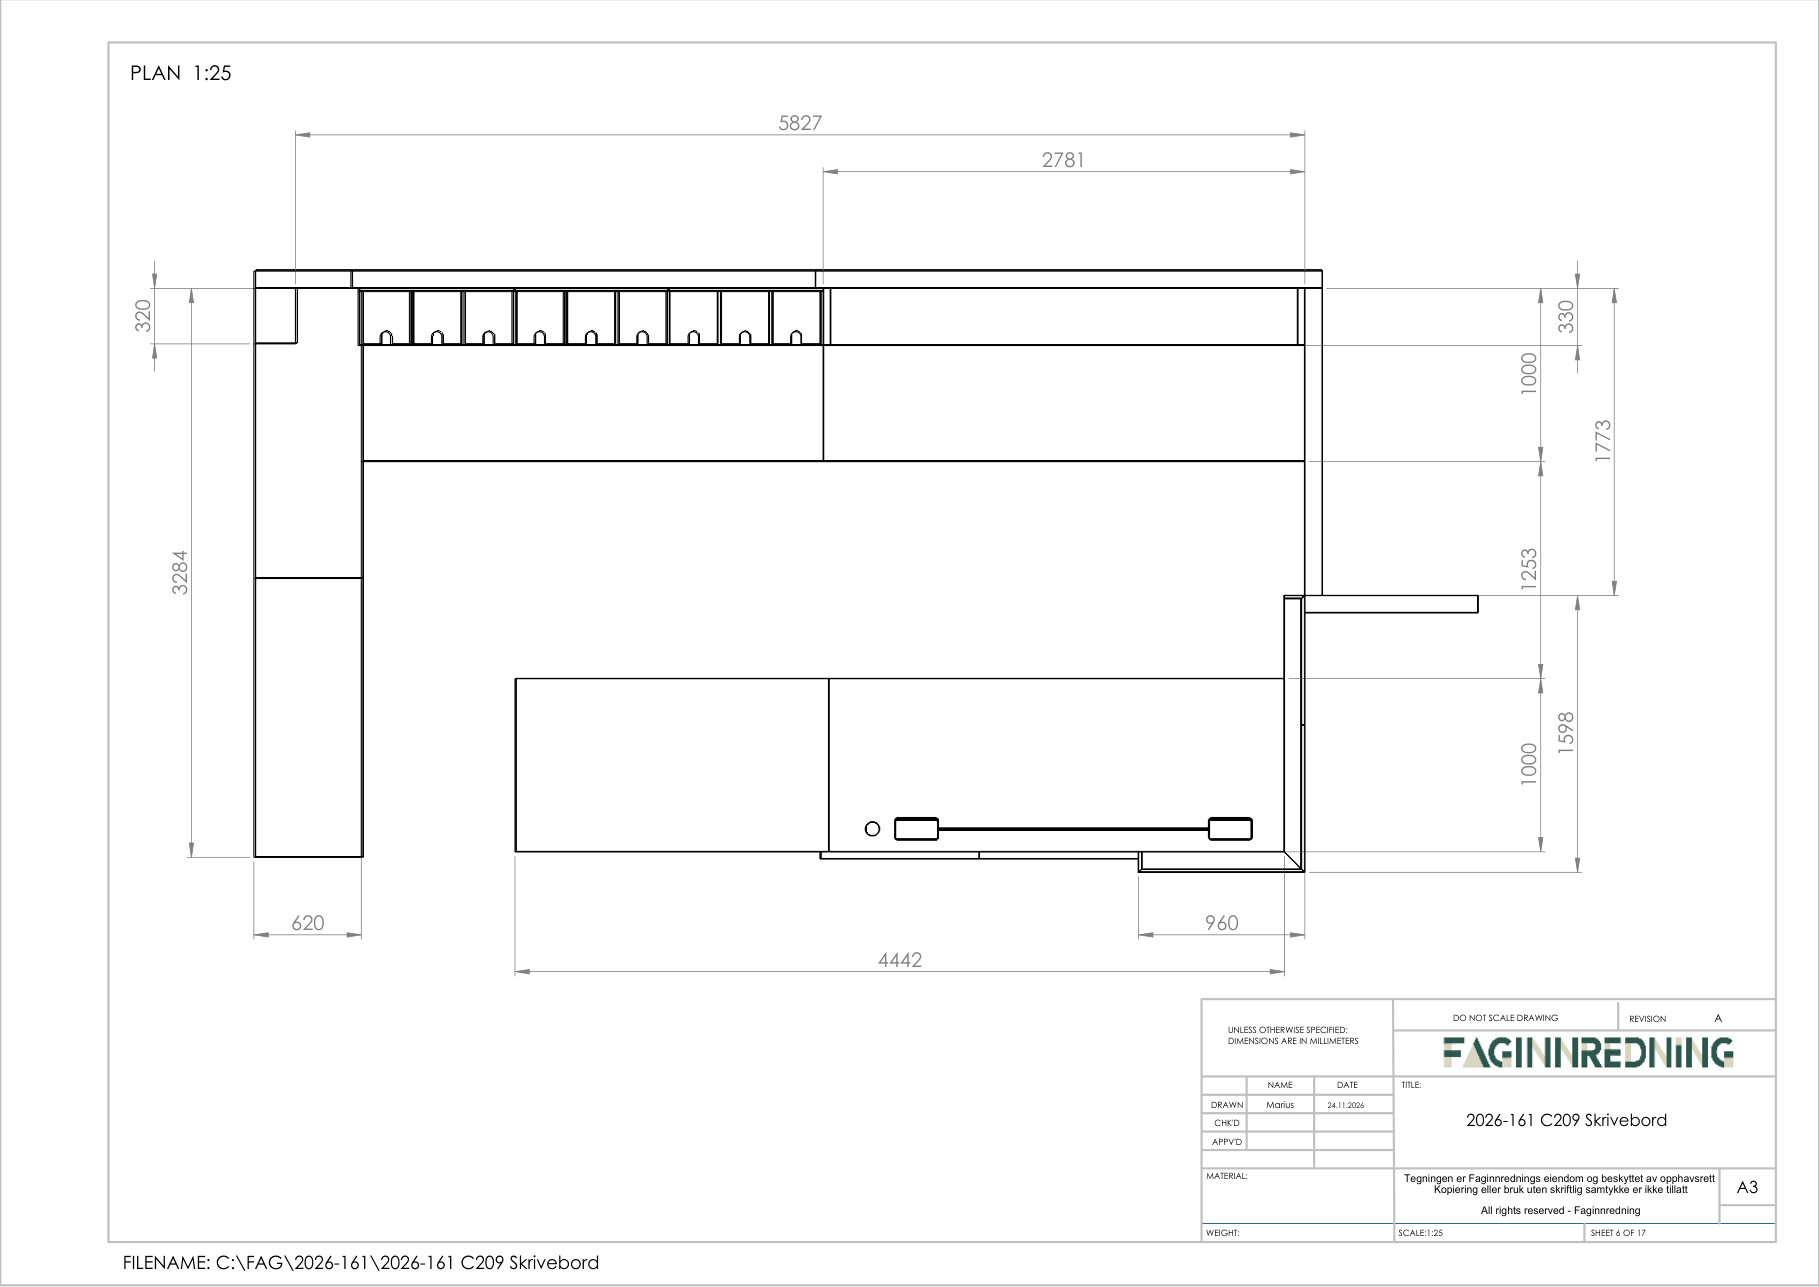 PLAN 1:25
5827
2781
320
330
1000
1773
3284
1253
1598
1000
620
960
4442
UNLESS OTHERWISE SPECIFIED:
DIMENSIONS ARE IN MILLIMETERS
DO NOT SCALE DRAWING
REVISION A
FAGINNREDNiNG
NAME DATE
TITLE:
DRAWN Marius 24.11.2026
2026-161 C209 Skrivebord
CHK'D
APPV'D
MATERIAL:
Tegningen er Faginnrednings eiendom og beskyttet av opphavsrett
Kopiering eller bruk uten skriftlig samtykke er ikke tillatt
All rights reserved - Faginnredning
A3
WEIGHT:
SCALE:1:25
SHEET 6 OF 17
FILENAME: C:\FAG\2026-161\2026-161 C209 Skrivebord